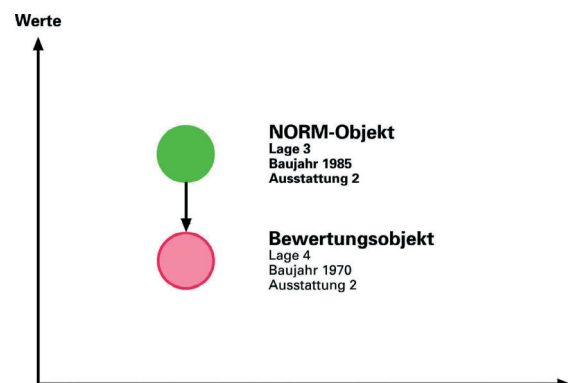 Werte
NORM-Objekt
Lage 3
Baujahr 1985
Ausstattung 2
Bewertungsobjekt
Lage 4
Baujahr 1970
Ausstattung 2